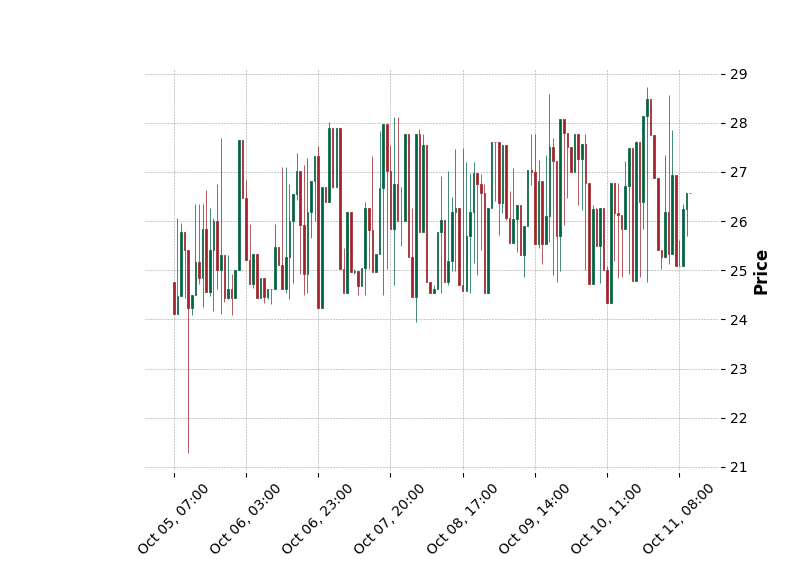 29
28
27
26
25
24
23
22
21
Price
Oct 05, 07:00
Oct 06, 03:00
Oct 06, 23:00
Oct 07, 20:00
Oct 08, 17:00
Oct 09, 14:00
Oct 10, 11:00
Oct 11, 08:00